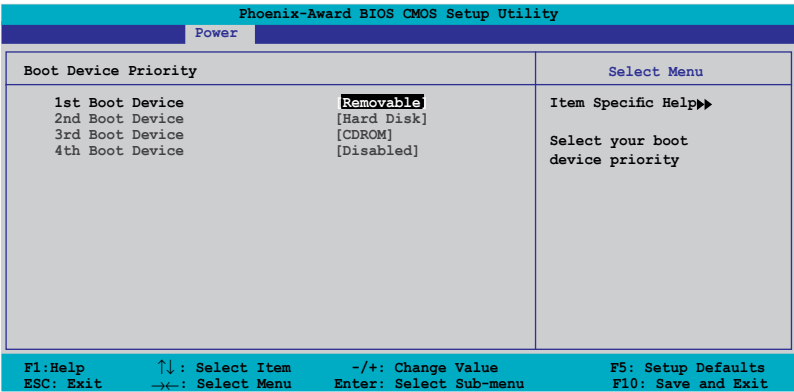 Phoenix-Award BIOS CMOS Setup Utility
Power
Boot Device Priority
Select Menu
1st Boot Device [Removable]
2nd Boot Device [Hard Disk]
3rd Boot Device [CDROM]
4th Boot Device [Disabled]
Item Specific Help▶▶
Select your boot
device priority
F1:Help ↑↓: Select Item -/+: Change Value F5: Setup Defaults
ESC: Exit →←: Select Menu Enter: Select Sub-menu F10: Save and Exit